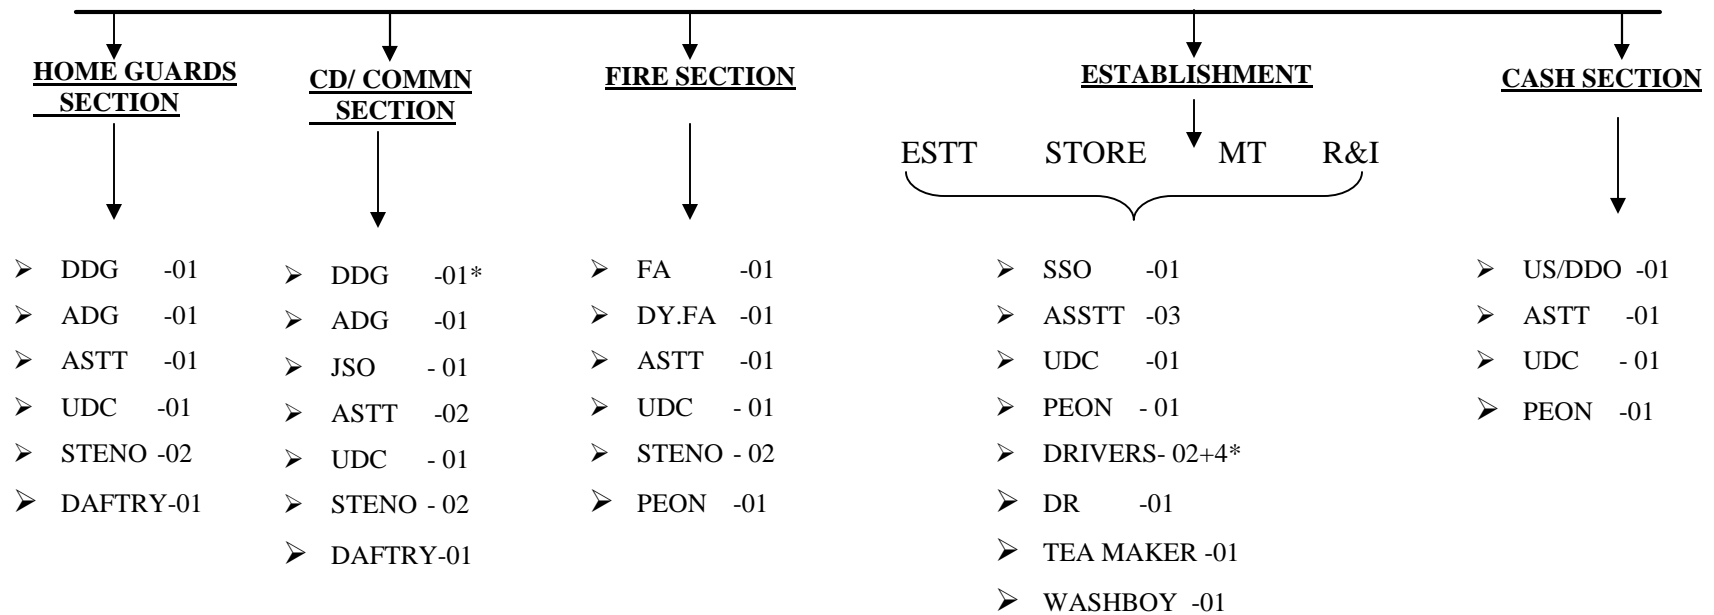 HOME GUARDS
SECTION
DDG -01
ADG -01
ASTT -01
UDC -01
STENO -02
DAFTRY-01
CD/ COMMN
SECTION
DDG -01*
ADG -01
JSO - 01
ASTT -02
UDC - 01
STENO - 02
DAFTRY-01
FIRE SECTION
FA -01
DY.FA -01
ASTT -01
UDC - 01
STENO - 02
PEON -01
ESTABLISHMENT
ESTT STORE MT R&I
SSO -01
ASSTT -03
UDC -01
PEON - 01
DRIVERS- 02+4*
DR -01
TEA MAKER -01
WASHBOY -01
CASH SECTION
US/DDO -01
ASTT -01
UDC - 01
PEON -01